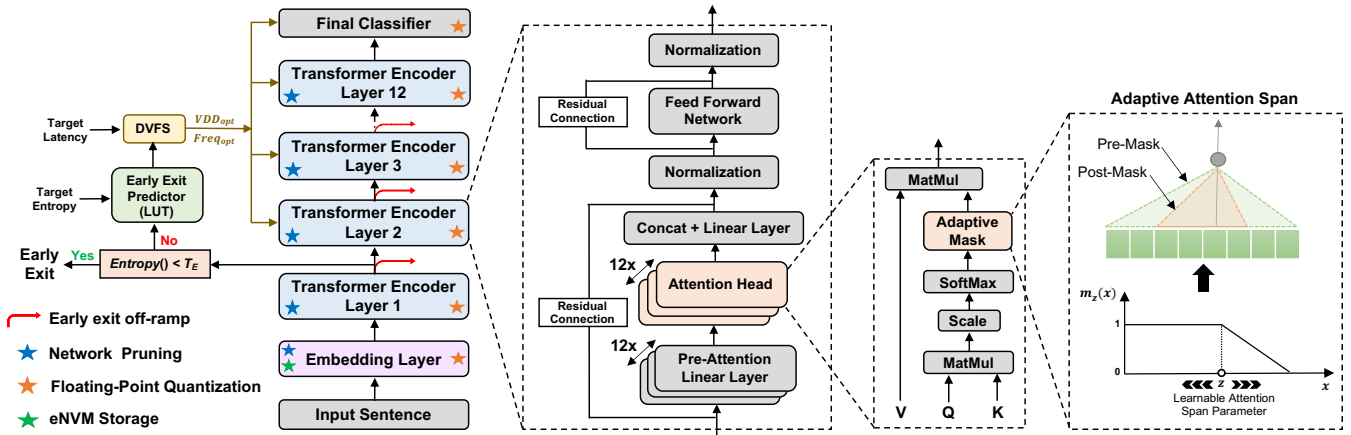 Final Classifier
Transformer Encoder
Layer 12
Target
Latency
DVFS
VDD_opt
Freq_opt
Transformer Encoder
Layer 3
Target
Entropy
Early Exit
Predictor
(LUT)
Transformer Encoder
Layer 2
No
Yes
Early
Exit
Entropy() < T_E
Transformer Encoder
Layer 1
Early exit off-ramp
Network Pruning
Floating-Point Quantization
eNVM Storage
Embedding Layer
Input Sentence
Normalization
Residual
Connection
Feed Forward
Network
Normalization
Concat + Linear Layer
12x
Attention Head
Residual
Connection
12x
Pre-Attention
Linear Layer
MatMul
Adaptive
Mask
SoftMax
Scale
MatMul
V
Q
K
Adaptive Attention Span
Pre-Mask
Post-Mask
m_z(x)
1
0
z
x
Learnable Attention
Span Parameter